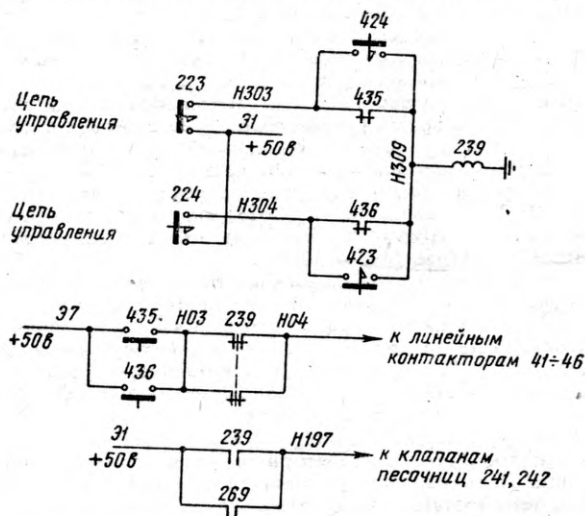 424
223
Н303
435
Цепь
управления
Э1
+50в
239
Н309
224
Н304
436
Цепь
управления
423
Э7
435
Н03
239
Н04
+50в
к линейным
контакторам 41÷46
436
Э1
239
Н197
+50в
к клапанам
песочниц 241, 242
269